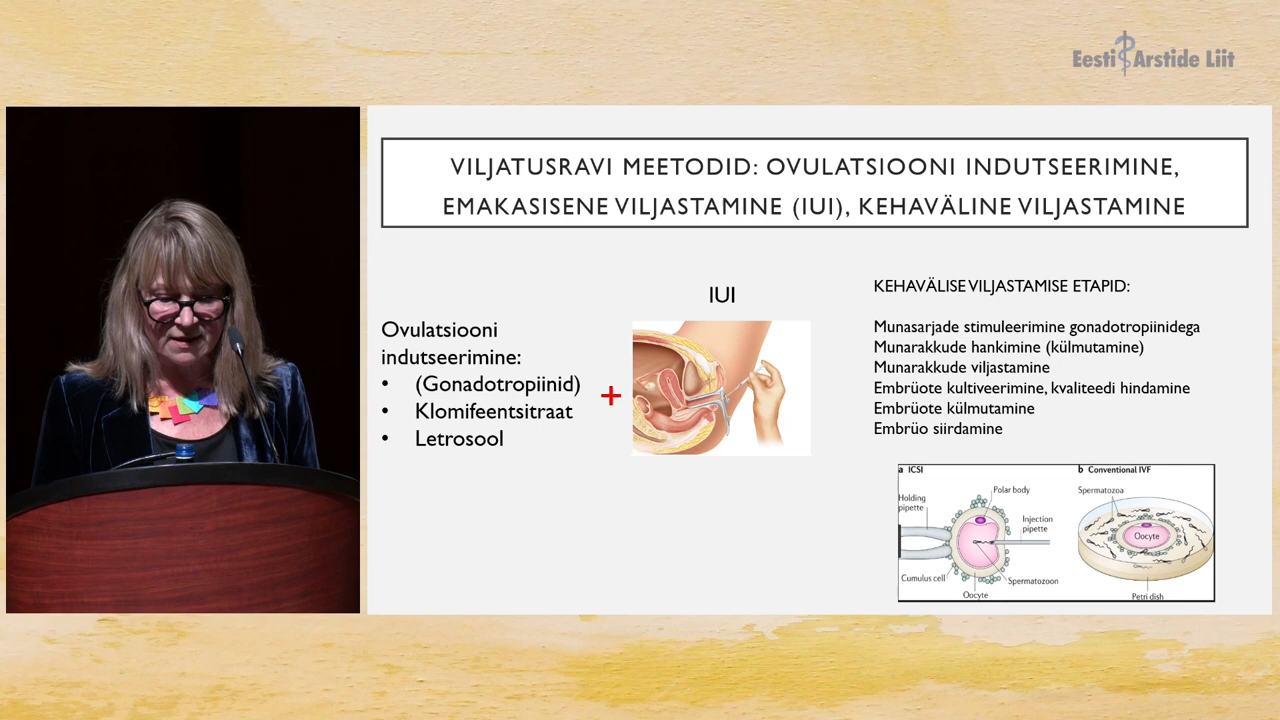 Eesti Arstide Liit
VILJATUSRAVI MEETODID: OVULATSIOONI INDUTSEERIMINE,
EMAKASISENE VILJASTAMINE (IUI), KEHAVÄLINE VILJASTAMINE
Ovulatsiooni
indutseerimine:
• (Gonadotropiinid)
• Klomifeentsitraat
• Letrosool
+
IUI
KEHAVÄLISE VILJASTAMISE ETAPID:
Munasarjade stimuleerimine gonadotropiinidega
Munarakkude hankimine (külmutamine)
Munarakkude viljastamine
Embrüote kultiveerimine, kvaliteedi hindamine
Embrüote külmutamine
Embrüo siirdamine
a ICSI
Holding
pipette
Polar body
Injection
pipette
Cumulus cell
Spermatozoon
Oocyte
b Conventional IVF
Spermatozoa
Oocyte
Petri dish